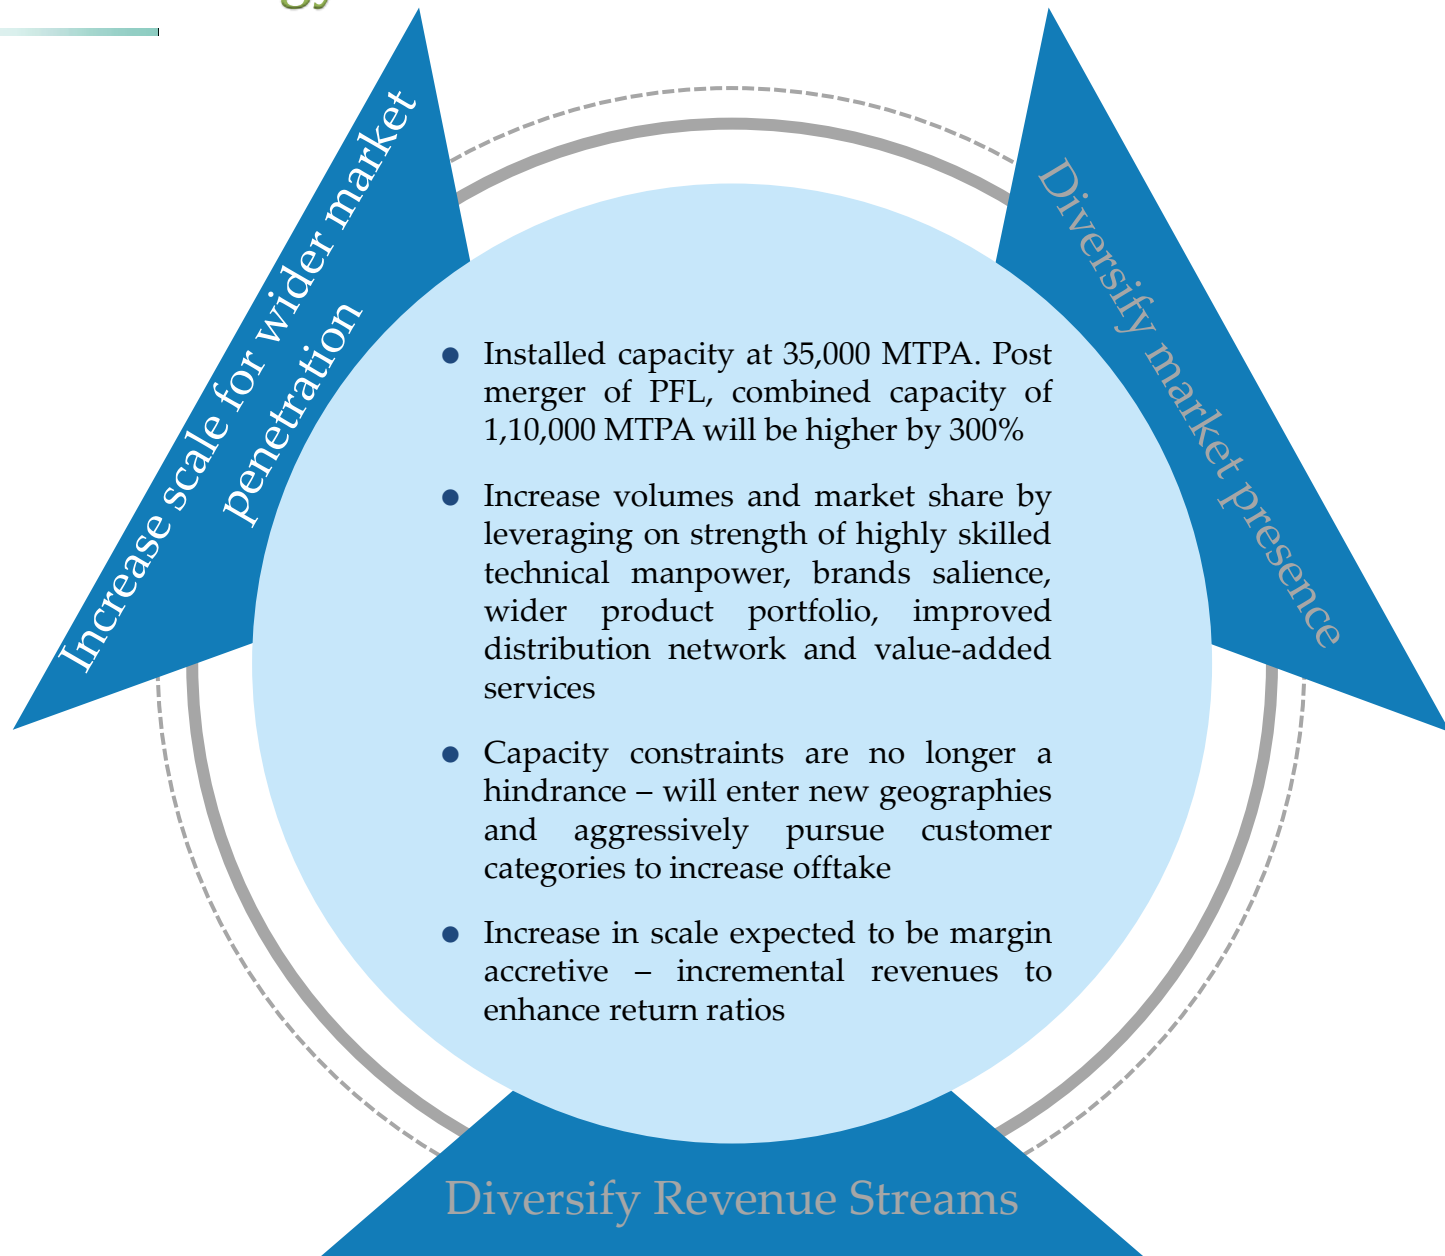 Increase scale for wider market
penetration
Diversify market presence
● Installed capacity at 35,000 MTPA. Post
merger of PFL, combined capacity of
1,10,000 MTPA will be higher by 300%
● Increase volumes and market share by
leveraging on strength of highly skilled
technical manpower, brands salience,
wider product portfolio, improved
distribution network and value-added
services
● Capacity constraints are no longer a
hindrance – will enter new geographies
and aggressively pursue customer
categories to increase offtake
● Increase in scale expected to be margin
accretive – incremental revenues to
enhance return ratios
Diversify Revenue Streams